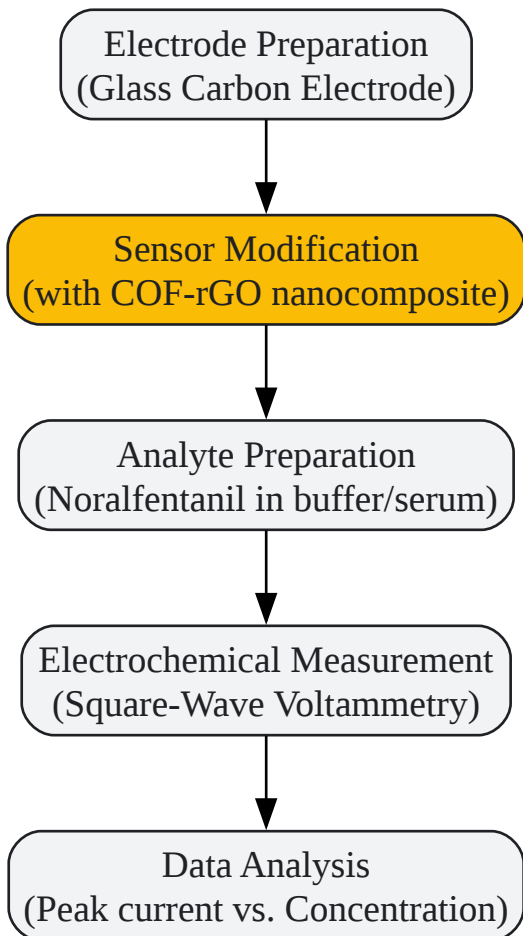 Electrode Preparation
(Glass Carbon Electrode)
Sensor Modification
(with COF-rGO nanocomposite)
Analyte Preparation
(Noralfentanil in buffer/serum)
Electrochemical Measurement
(Square-Wave Voltammetry)
Data Analysis
(Peak current vs. Concentration)